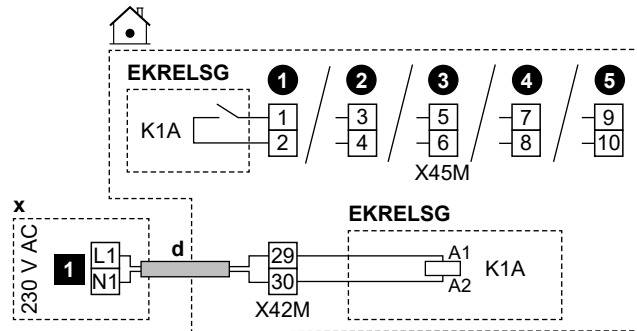 EKRELSG 1 2 3 4 5
K1A 1 3 5 7 9
2 4 6 8 10
X45M
x EKRELSG
230 V AC 1 L1 d 29 A1 K1A
N1 30 A2
X42M